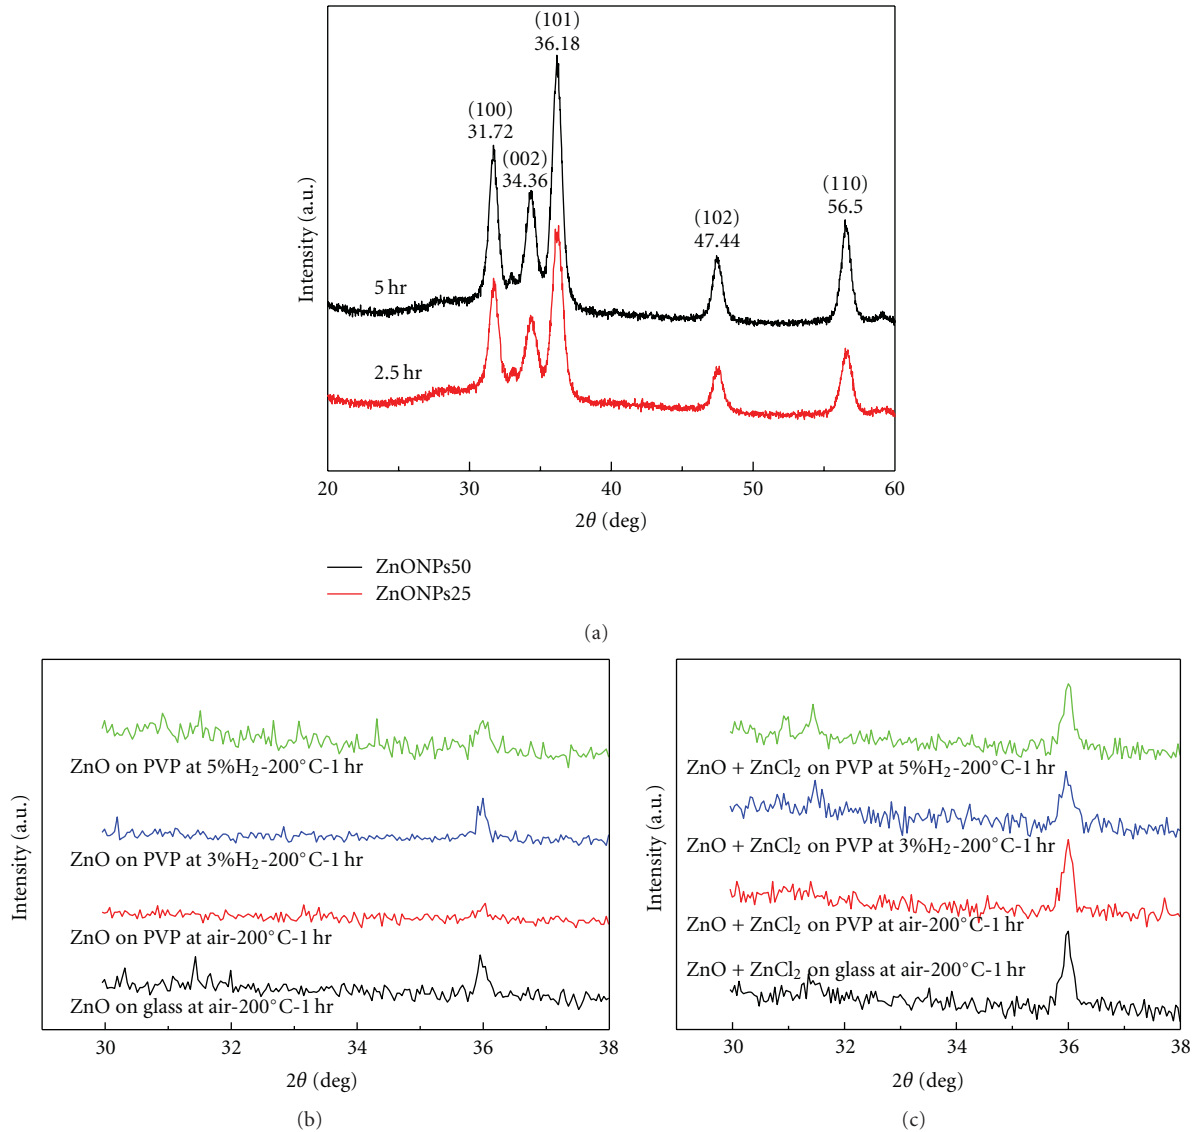 (101)
36.18
(100)
31.72
(002)
34.36
(110)
56.5
(102)
47.44
5 hr
2.5 hr
Intensity (a.u.)
20 30 40 50 60
2θ (deg)
ZnONPs50
ZnONPs25
(a)
ZnO on PVP at 5%H₂-200°C-1 hr
ZnO on PVP at 3%H₂-200°C-1 hr
ZnO on PVP at air-200°C-1 hr
ZnO on glass at air-200°C-1 hr
Intensity (a.u.)
30 32 34 36 38
2θ (deg)
(b)
ZnO + ZnCl₂ on PVP at 5%H₂-200°C-1 hr
ZnO + ZnCl₂ on PVP at 3%H₂-200°C-1 hr
ZnO + ZnCl₂ on PVP at air-200°C-1 hr
ZnO + ZnCl₂ on glass at air-200°C-1 hr
Intensity (a.u.)
30 32 34 36 38
2θ (deg)
(c)